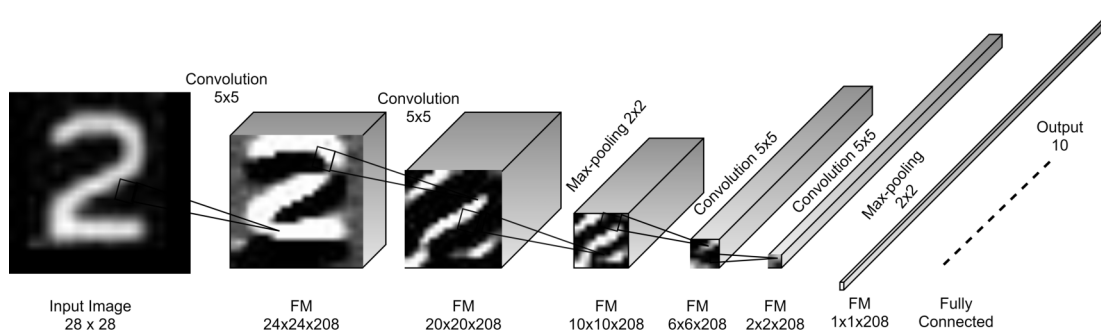 Convolution
5x5
Convolution
5x5
Max-pooling 2x2
Convolution 5x5
Convolution 5x5
Max-pooling
2x2
Output
10
Input Image
28 x 28
FM
24x24x208
FM
20x20x208
FM
10x10x208
FM
6x6x208
FM
2x2x208
FM
1x1x208
Fully
Connected